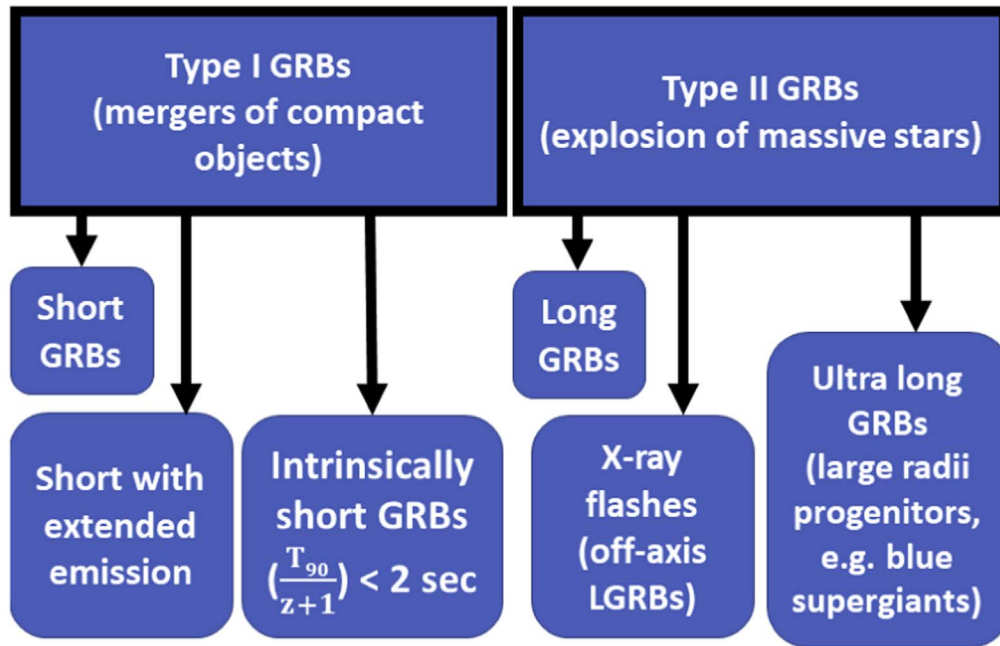 Type I GRBs
(mergers of compact
objects)
Type II GRBs
(explosion of massive stars)
Short
GRBs
Short with
extended
emission
Intrinsically
short GRBs
(T90/z+1) < 2 sec
Long
GRBs
X-ray
flashes
(off-axis
LGRBs)
Ultra long
GRBs
(large radii
progenitors,
e.g. blue
supergiants)